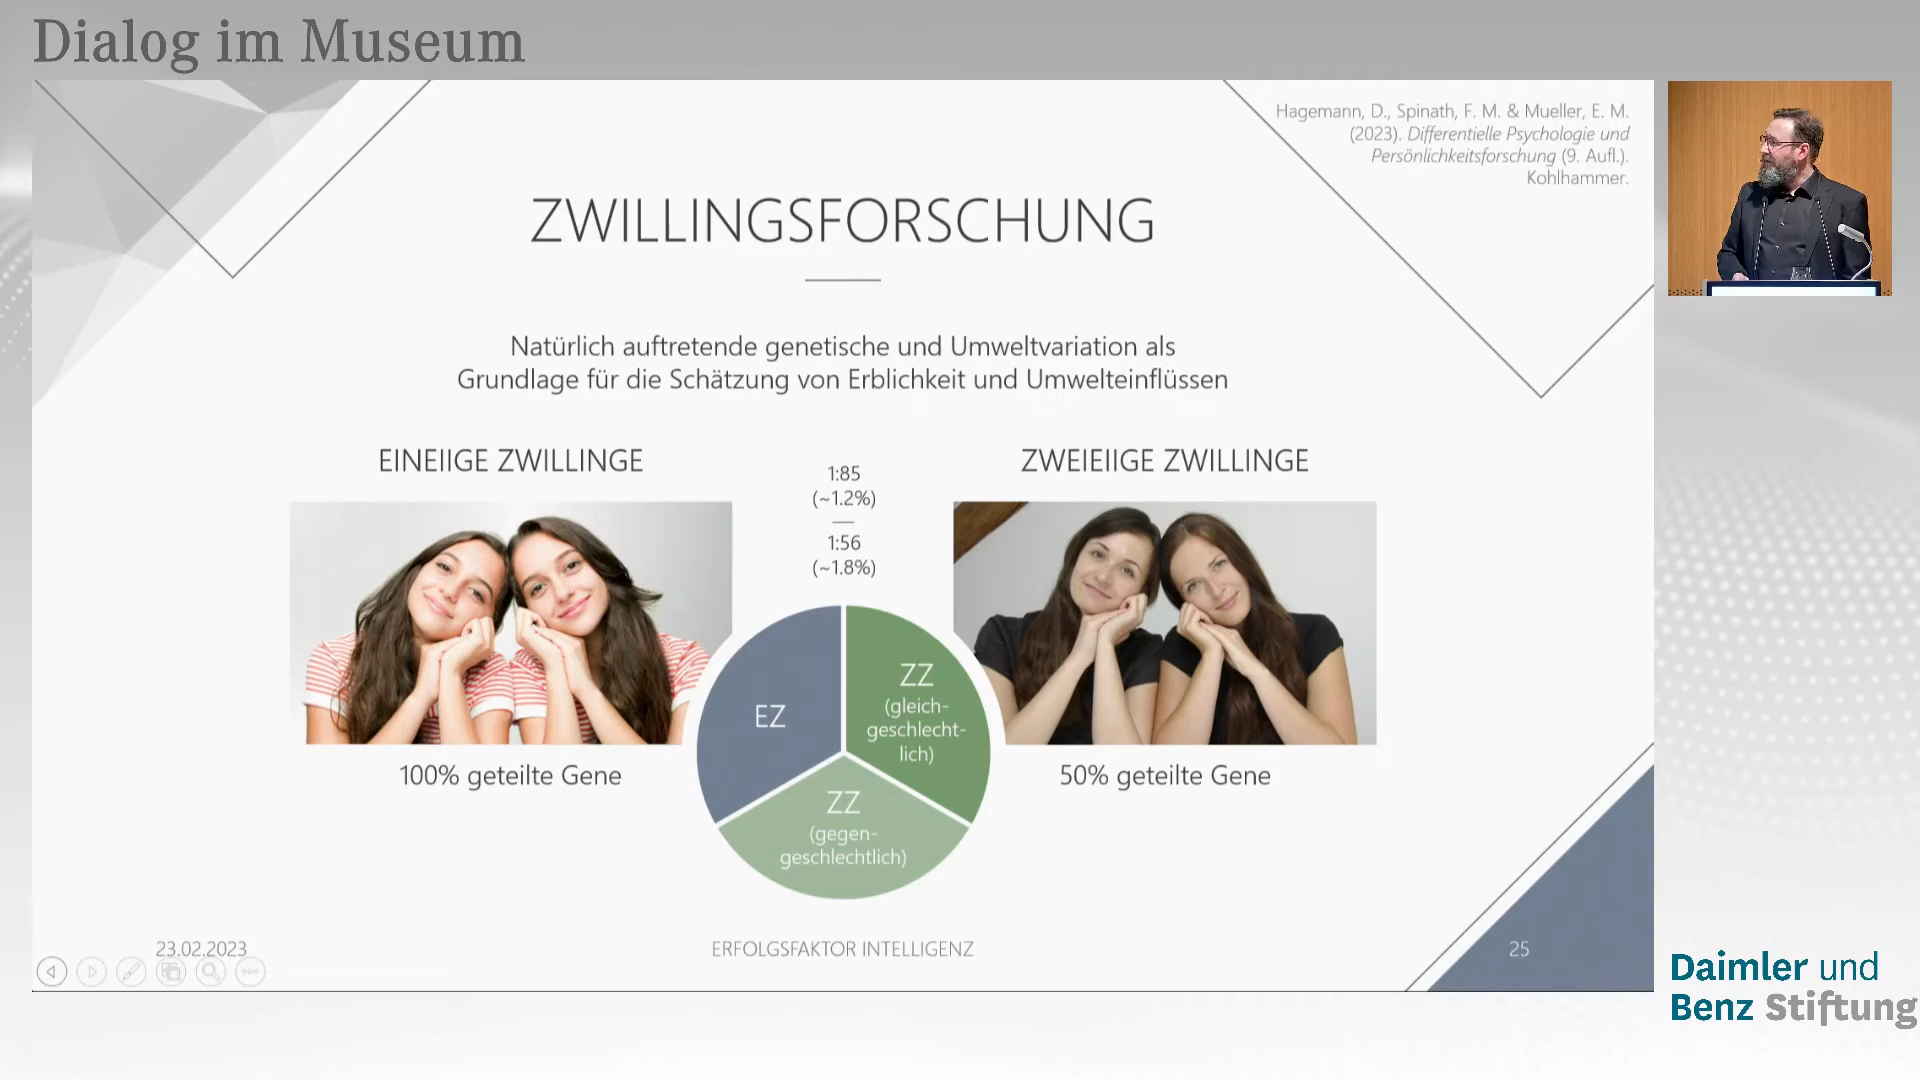 Dialog im Museum
Hagemann, D., Spinath, F. M. & Mueller, E. M.
(2023). Differentielle Psychologie und
Persönlichkeitsforschung (9. Aufl.).
Kohlhammer.
ZWILLINGSFORSCHUNG
Natürlich auftretende genetische und Umweltvariation als
Grundlage für die Schätzung von Erblichkeit und Umwelteinflüssen
EINEIIGE ZWILLINGE
1:85
(~1.2%)
1:56
(~1.8%)
ZWEIEIIGE ZWILLINGE
EZ
ZZ
(gleich-
geschlecht-
lich)
ZZ
(gegen-
geschlechtlich)
100% geteilte Gene
50% geteilte Gene
23.02.2023
ERFOLGSFAKTOR INTELLIGENZ
25
Daimler und
Benz Stiftung